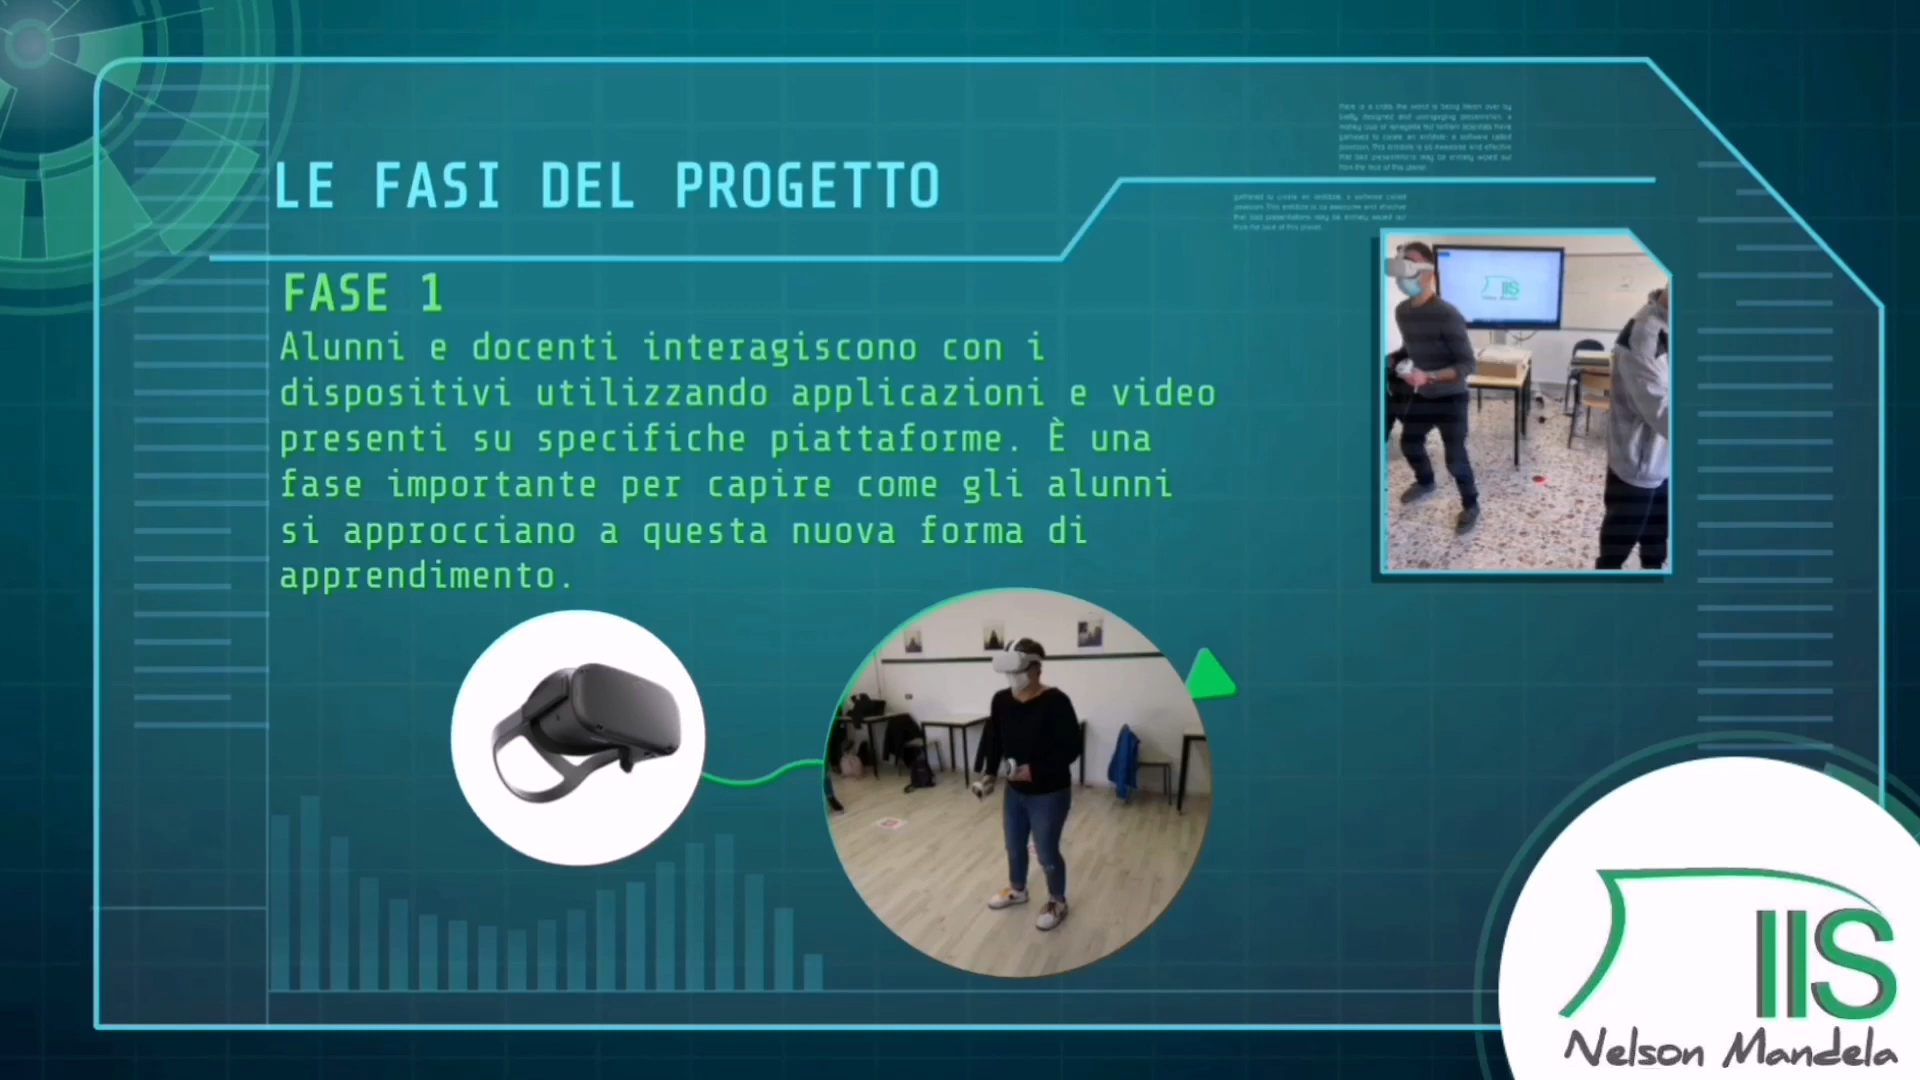 LE FASI DEL PROGETTO
FASE 1
Alunni e docenti interagiscono con i
dispositivi utilizzando applicazioni e video
presenti su specifiche piattaforme. È una
fase importante per capire come gli alunni
si approcciano a questa nuova forma di
apprendimento.
IIS
IIS
Nelson Mandela